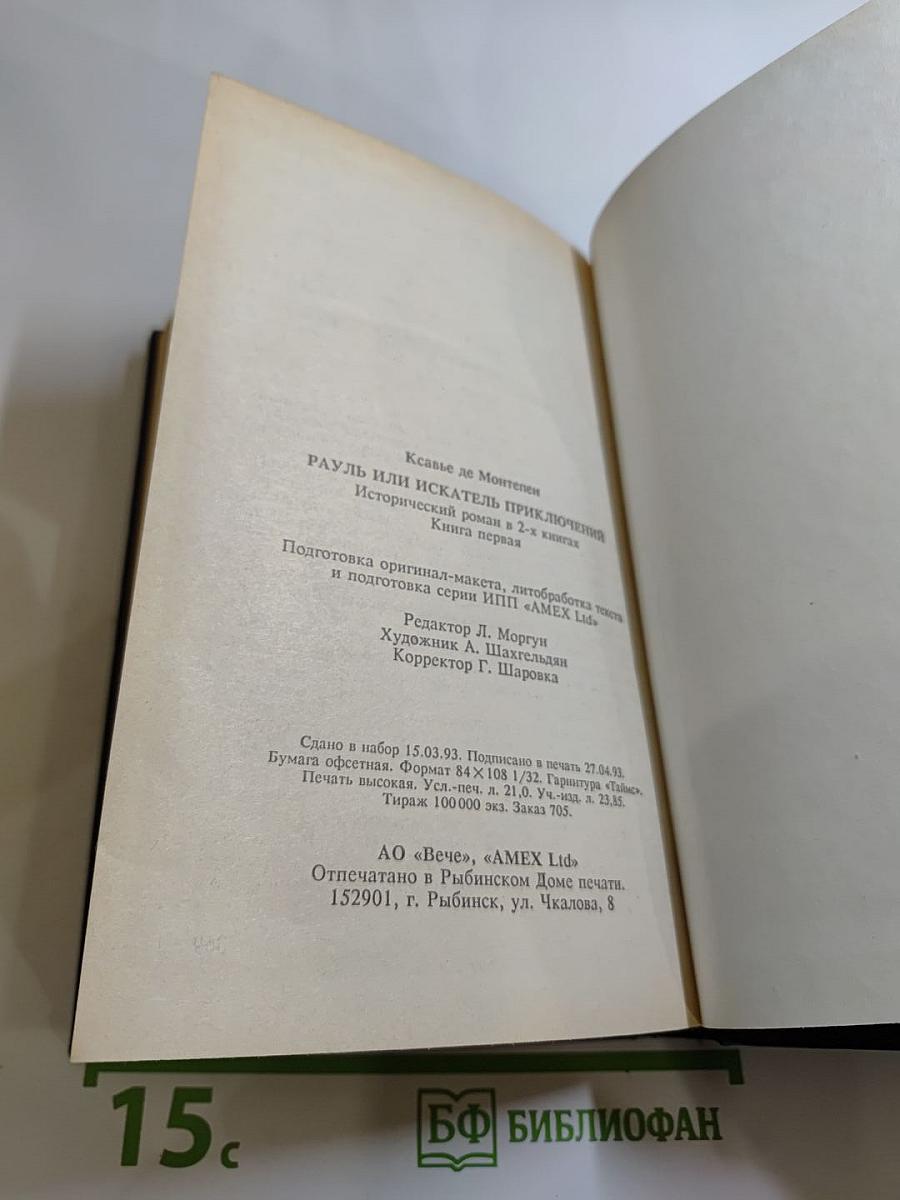 Ксавье де Монтепен
РАУЛЬ ИЛИ ИСКАТЕЛЬ ПРИКЛЮЧЕНИЙ
Исторический роман в 2-х книгах
Книга первая
Подготовка оригинал-макета, литобработка текста
и подготовка серии ИПП «AMEX Ltd»
Редактор Л. Моргун
Художник А. Шахгельдян
Корректор Г. Шаровка
Сдано в набор 15.03.93. Подписано в печать 27.04.93.
Бумага офсетная. Формат 84×108 1/32. Гарнитура «Таймс».
Печать высокая. Усл.-печ. л. 21,0. Уч.-изд. л. 23,85.
Тираж 100 000 экз. Заказ 705.
АО «Вече», «AMEX Ltd»
Отпечатано в Рыбинском Доме печати.
152901, г. Рыбинск, ул. Чкалова, 8
15 с
БФ БИБЛИОФАН